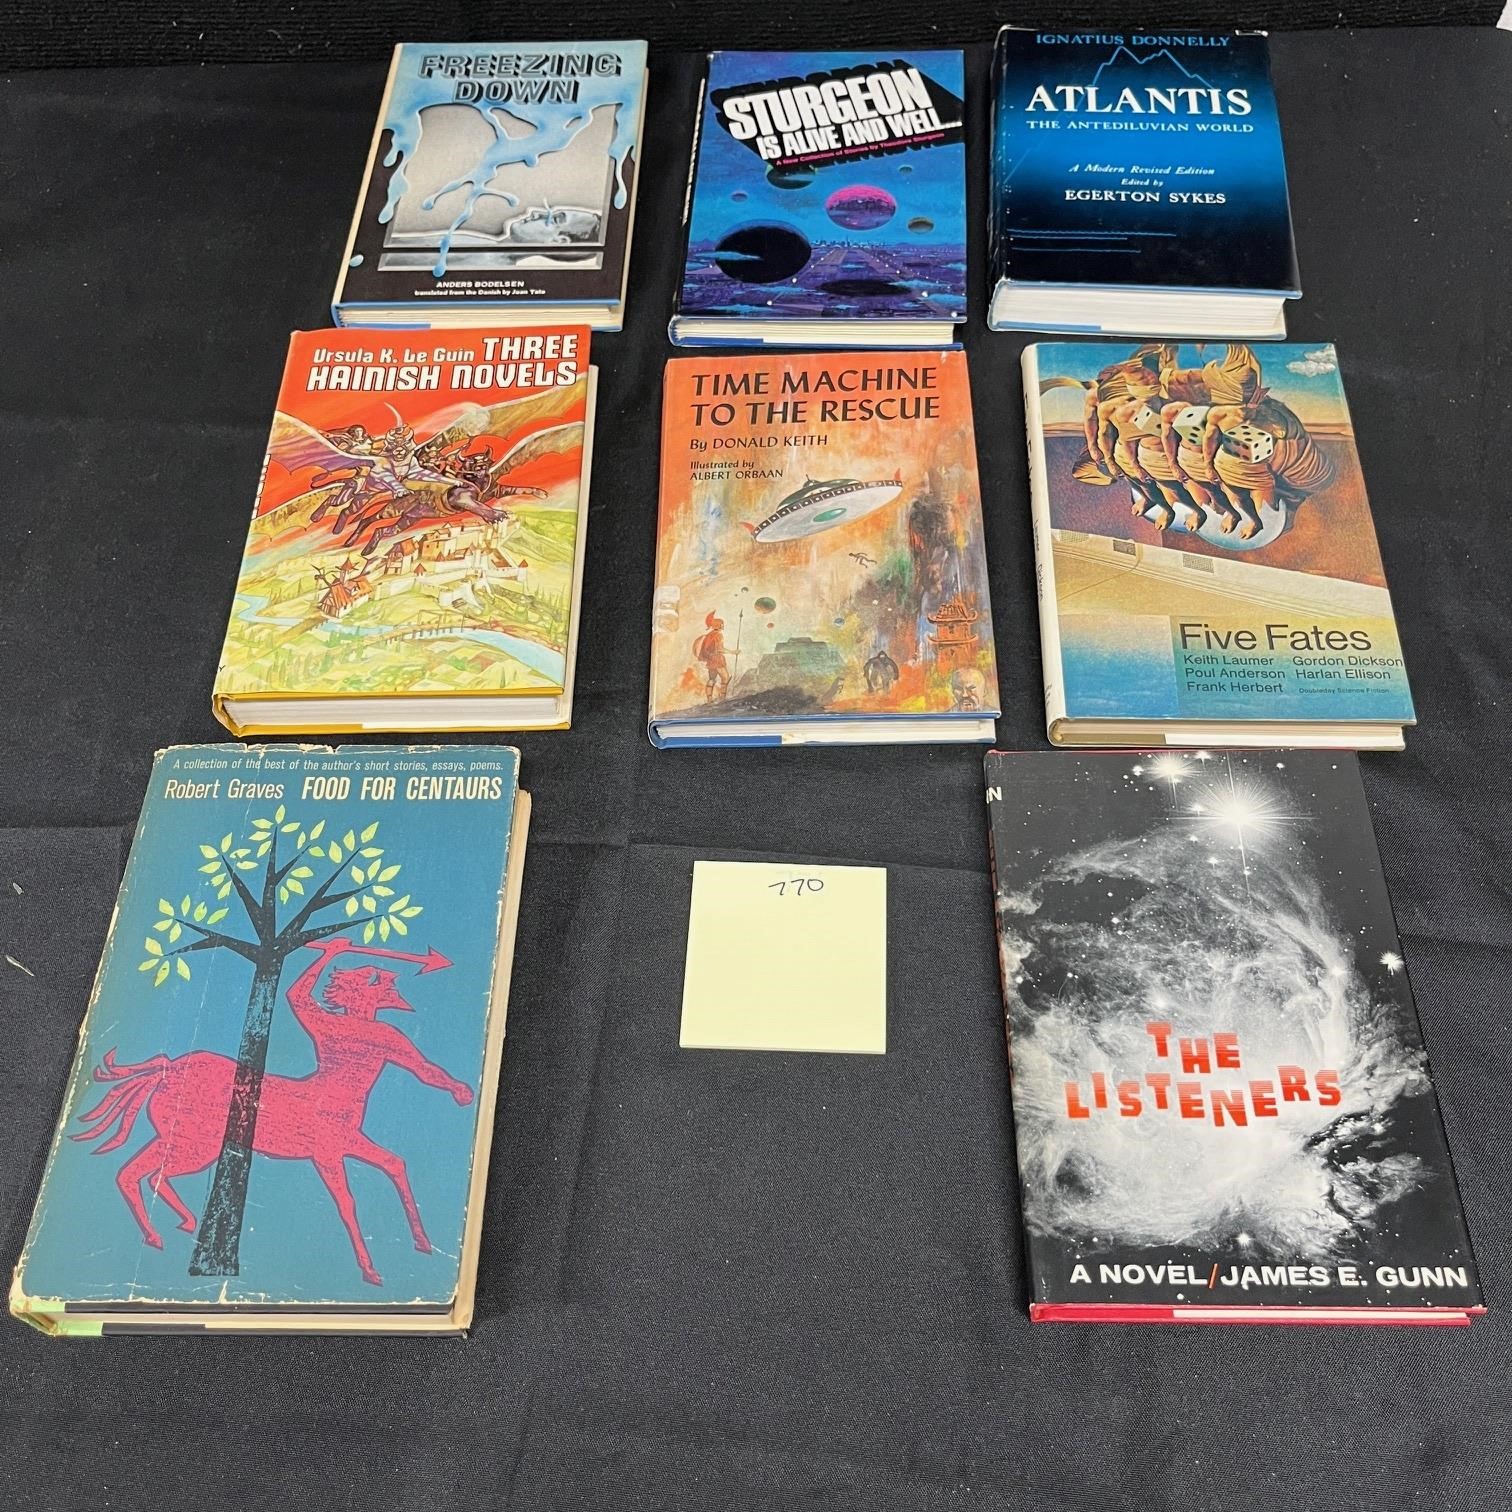 FREEZING
DOWN
ANDERS BODELSEN
translated from the Danish by Joan Tate
STURGEON
IS ALIVE AND WELL...
A New Collection of Stories by Theodore Sturgeon
IGNATIUS DONNELLY
ATLANTIS
THE ANTEDILUVIAN WORLD
A Modern Revised Edition
Edited by
EGERTON SYKES
Ursula K. Le Guin THREE
HAINISH NOVELS
TIME MACHINE
TO THE RESCUE
By DONALD KEITH
Illustrated by
ALBERT ORBAAN
Five Fates
Keith Laumer Gordon Dickson
Poul Anderson Harlan Ellison
Frank Herbert Doubleday Science Fiction
A collection of the best of the author's short stories, essays, poems.
Robert Graves FOOD FOR CENTAURS
770
THE
LISTENERS
A NOVEL/JAMES E. GUNN